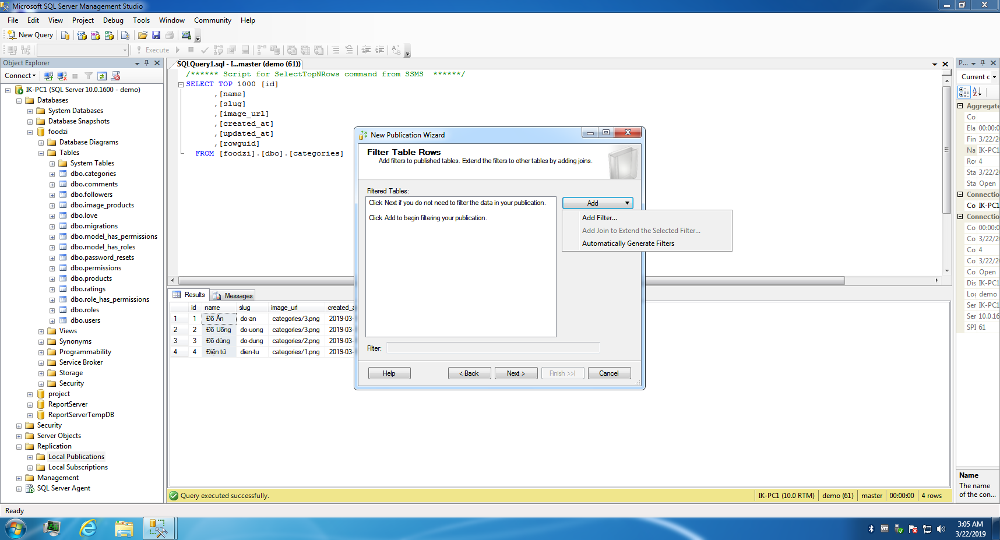 Microsoft SQL Server Management Studio
File Edit View Project Debug Tools Window Community Help
New Query
Execute
Object Explorer
Connect
IK-PC1 (SQL Server 10.0.1600 - demo)
Databases
System Databases
Database Snapshots
foodzi
Database Diagrams
Tables
System Tables
dbo.categories
dbo.comments
dbo.followers
dbo.image_products
dbo.love
dbo.migrations
dbo.model_has_permissions
dbo.model_has_roles
dbo.password_resets
dbo.permissions
dbo.products
dbo.ratings
dbo.role_has_permissions
dbo.roles
dbo.users
Views
Synonyms
Programmability
Service Broker
Storage
Security
project
ReportServer
ReportServerTempDB
Security
Server Objects
Replication
Local Publications
Local Subscriptions
Management
SQL Server Agent
SQLQuery1.sql - I...master (demo (61))
/****** Script for SelectTopNRows command from SSMS ******/
SELECT TOP 1000 [id]
,[name]
,[slug]
,[image_url]
,[created_at]
,[updated_at]
,[rowguid]
FROM [foodzi].[dbo].[categories]
New Publication Wizard
Filter Table Rows
Add filters to published tables. Extend the filters to other tables by adding joins.
Filtered Tables:
Click Next if you do not need to filter the data in your publication.
Click Add to begin filtering your publication.
Add
Add Filter...
Add Join to Extend the Selected Filter...
Automatically Generate Filters
Filter:
Help < Back Next > Finish >>| Cancel
Results Messages
id name slug image_url created_a
1 1 Đồ Ăn do-an categories/3.png 2019-03-
2 2 Đồ Uống do-uong categories/3.png 2019-03-
3 3 Đồ dùng do-dung categories/2.png 2019-03-
4 4 Điện tử dien-tu categories/1.png 2019-03-
Query executed successfully.
IK-PC1 (10.0 RTM) demo (61) master 00:00:00 4 rows
P...
Current c
Aggregate
Co
Ela 00:00:0
Fin 3/22/2
Na IK-PC1
Ro 4
Sta 3/22/2
Sta Open
Connectio
Co IK-PC1
Connectio
Co 00:00:0
Co 3/22/2
Co 4
Co 3/22/2
Co Open
Dis IK-PC1
Log demo
Ser IK-PC1
Ser 10.0.16
SPI 61
Name
The name
of the con...
Ready
3:05 AM
3/22/2019